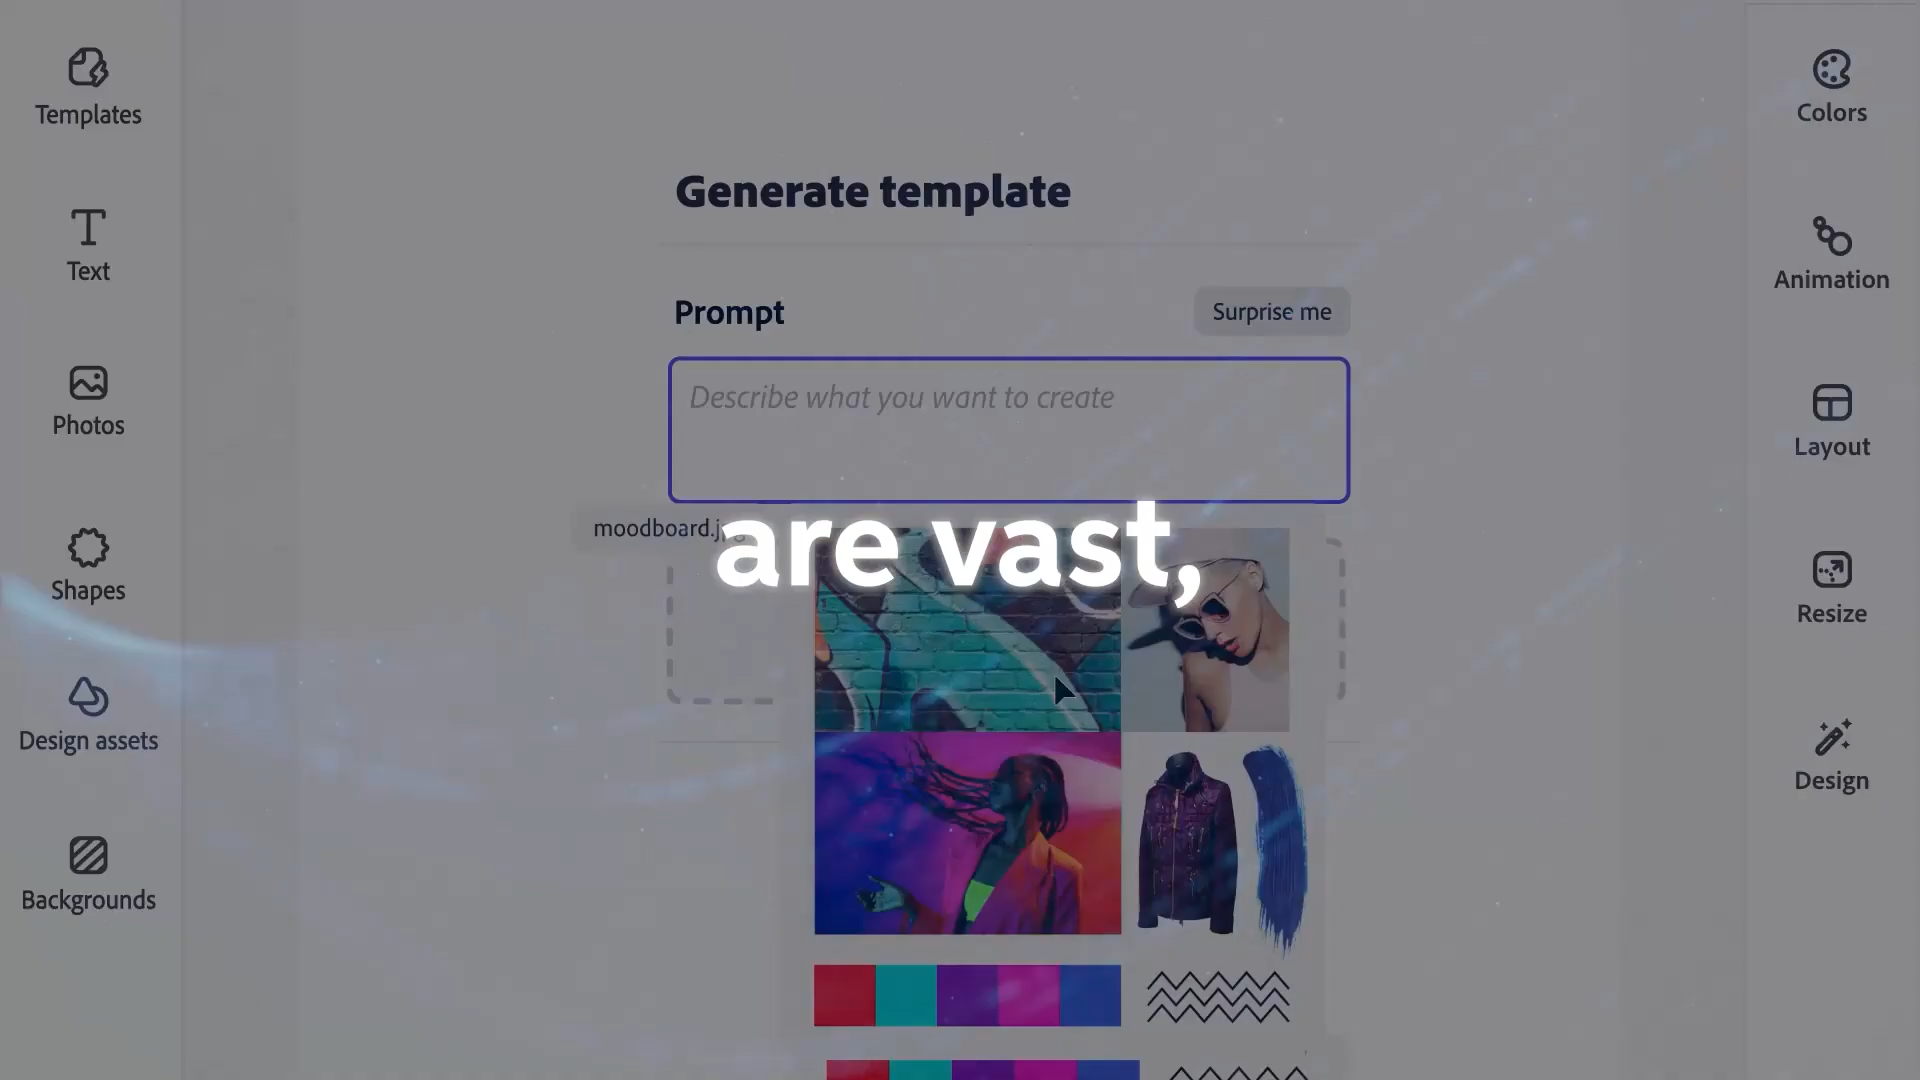 Templates
Text
Photos
Shapes
Design assets
Backgrounds
Generate template
Prompt
Surprise me
Describe what you want to create
moodboard.jpg
are vast,
Colors
Animation
Layout
Resize
Design